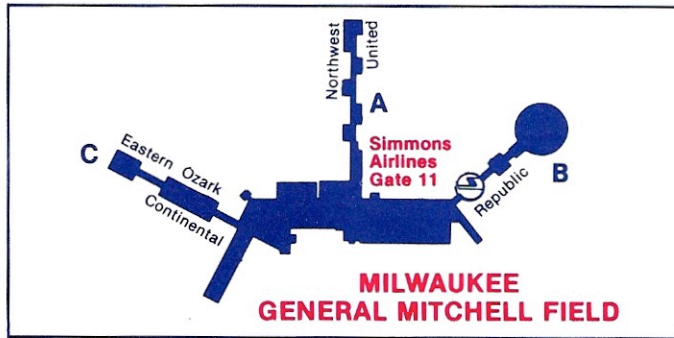 Northwest
United
A
Simmons
Airlines
Gate 11
B
Republic
C
Eastern Ozark
Continental
MILWAUKEE
GENERAL MITCHELL FIELD